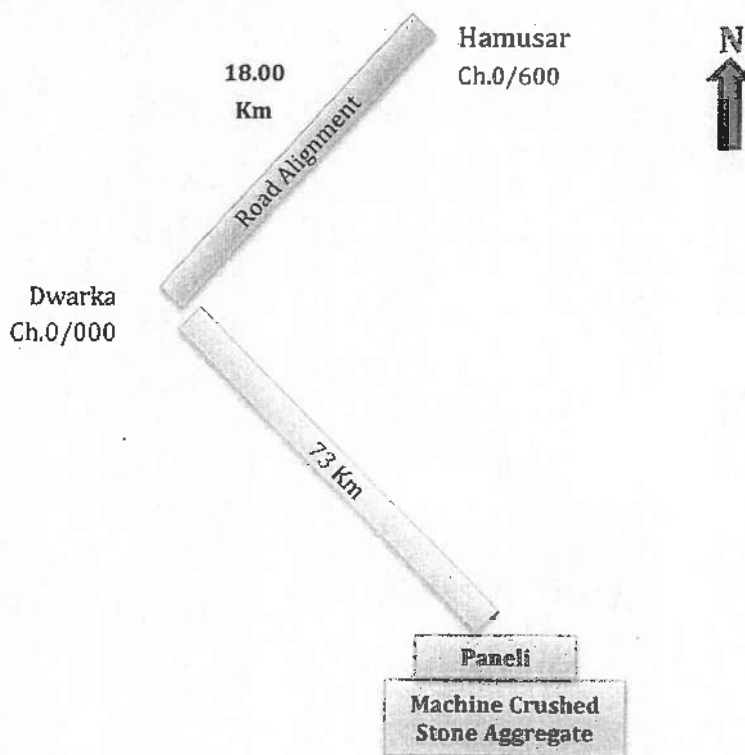 Hamusar
Ch.0/600
N
18.00
Km
Road Alignment
Dwarka
Ch.0/000
73 Km
Paneli
Machine Crushed
Stone Aggregate